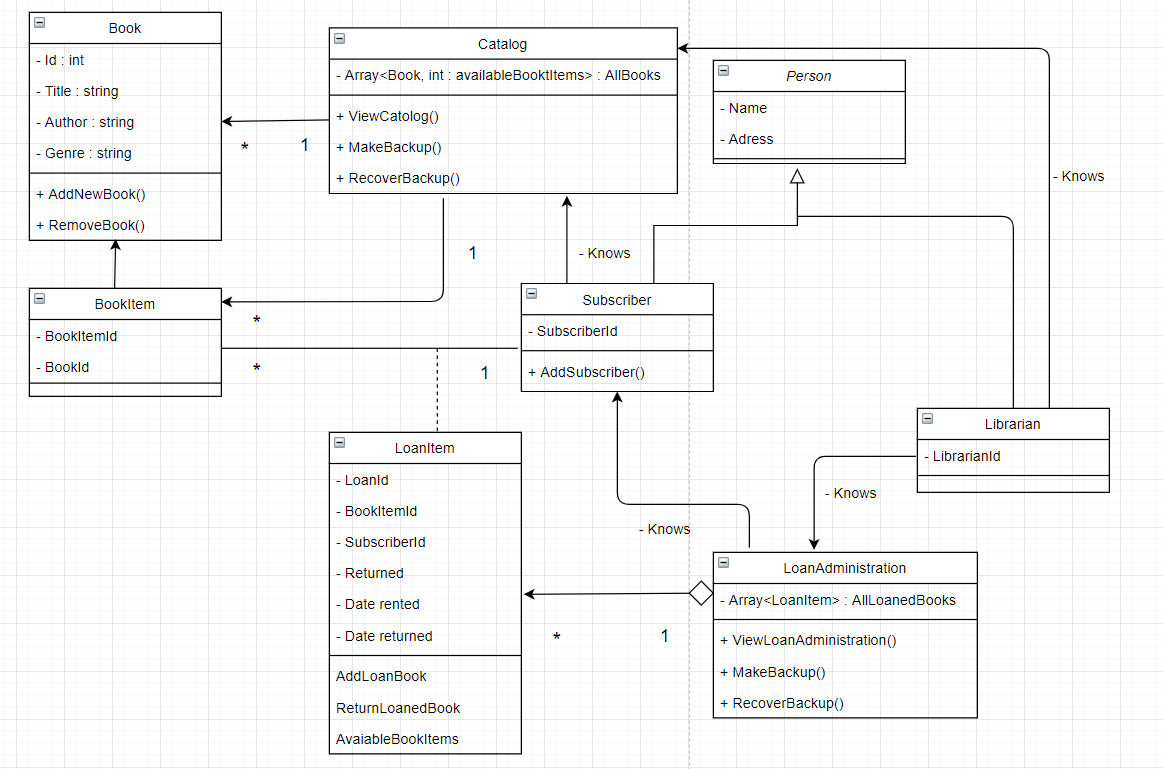 Book
- Id : int
- Title : string
- Author : string
- Genre : string
+ AddNewBook()
+ RemoveBook()
Catalog
- Array<Book, int : availableBooktItems> : AllBooks
+ ViewCatolog()
+ MakeBackup()
+ RecoverBackup()
Person
- Name
- Adress
*
1
- Knows
1
- Knows
BookItem
- BookItemId
- BookId
*
*
1
Subscriber
- SubscriberId
+ AddSubscriber()
Librarian
- LibrarianId
LoanItem
- LoanId
- BookItemId
- SubscriberId
- Returned
- Date rented
- Date returned
AddLoanBook
ReturnLoanedBook
AvaiableBookItems
- Knows
- Knows
*
1
LoanAdministration
- Array<LoanItem> : AllLoanedBooks
+ ViewLoanAdministration()
+ MakeBackup()
+ RecoverBackup()